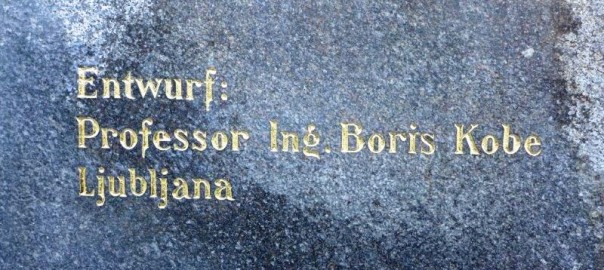 Entwurf:
Professor Ing. Boris Kobe
Ljubljana